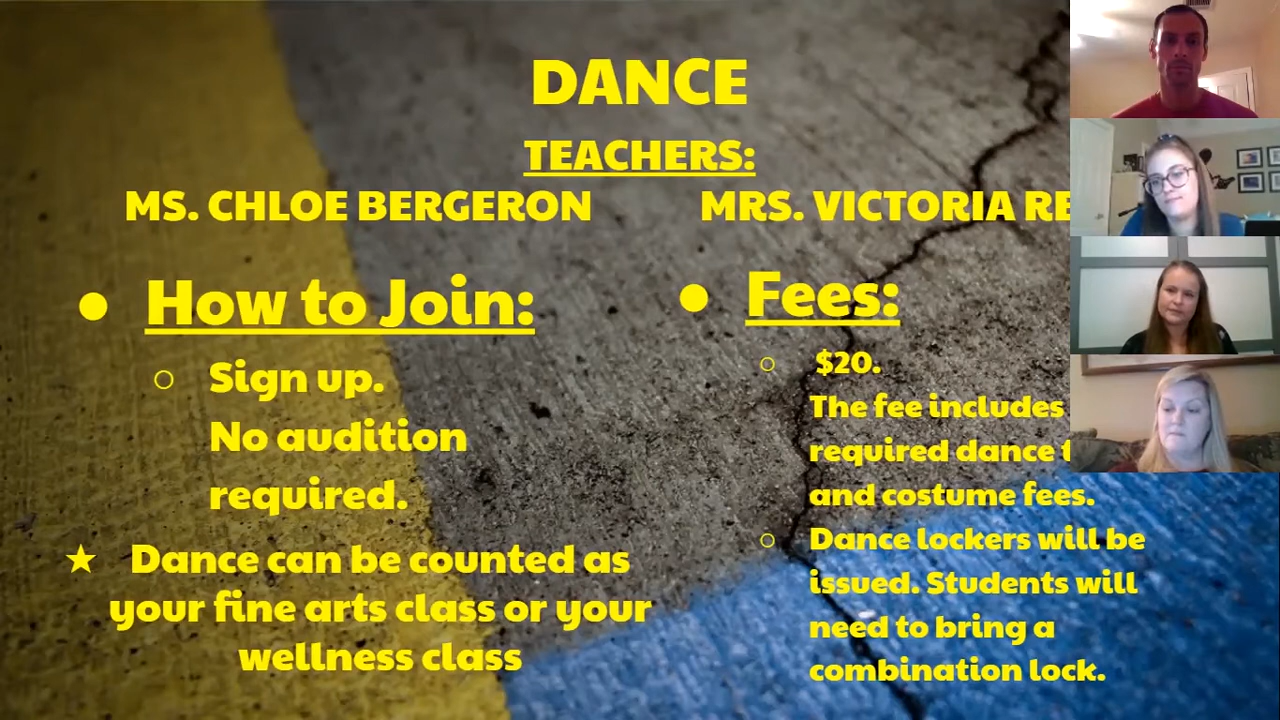 DANCE
TEACHERS:
MS. CHLOE BERGERON
MRS. VICTORIA
● How to Join:
○ Sign up.
No audition
required.
★ Dance can be counted as
your fine arts class or your
wellness class
● Fees:
○ $20.
The fee includes
required dance
and costume fees.
○ Dance lockers will be
issued. Students will
need to bring a
combination lock.